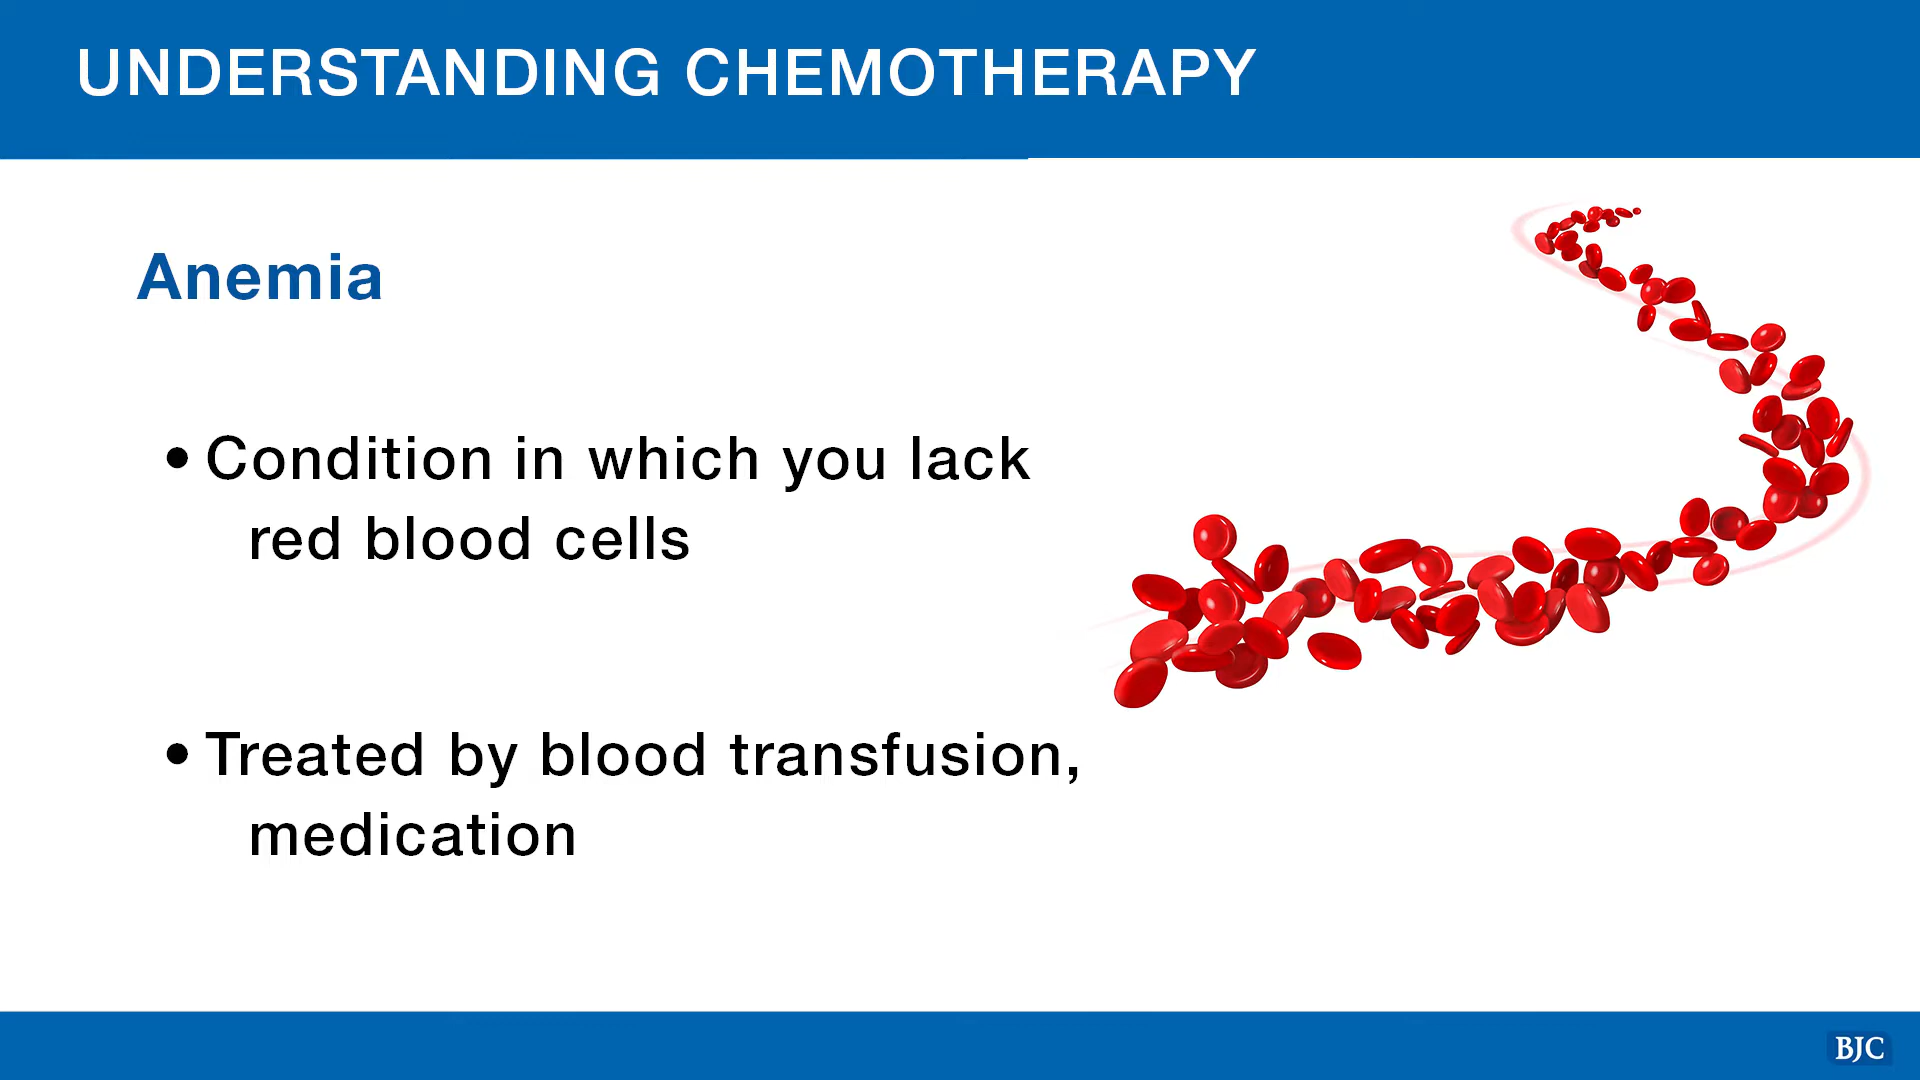 UNDERSTANDING CHEMOTHERAPY
Anemia
• Condition in which you lack
red blood cells
• Treated by blood transfusion,
medication
BJC